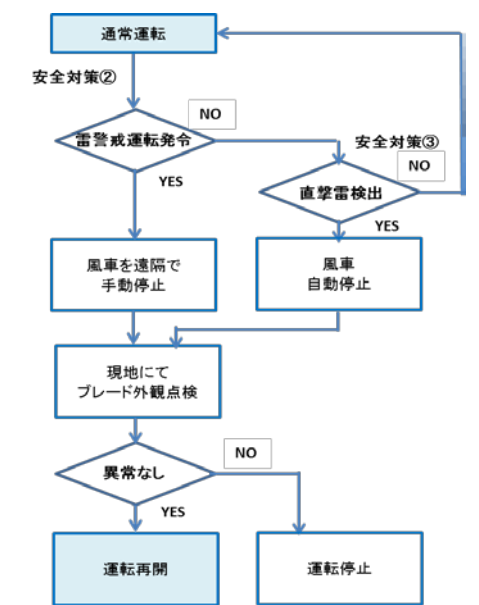 通常運転
安全対策②
NO
雷警戒運転発令
安全対策③
NO
YES
直撃雷検出
YES
風車を遠隔で
手動停止
風車
自動停止
現地にて
ブレード外観点検
NO
異常なし
YES
運転再開
運転停止